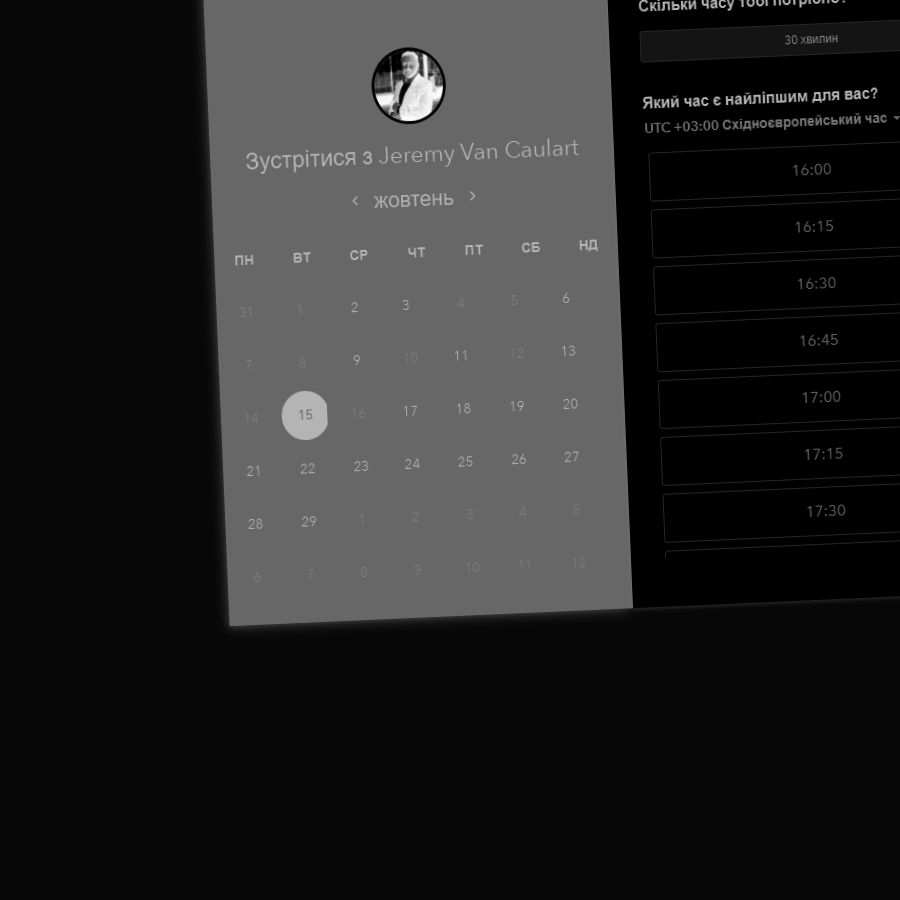 Зустрітися з Jeremy Van Caulart
жовтень
ПН ВТ СР ЧТ ПТ СБ НД
31 1 2 3 4 5 6
7 8 9 10 11 12 13
14 15 16 17 18 19 20
21 22 23 24 25 26 27
28 29 1 2 3 4 5
6 7 8 9 10 11 12
Скільки часу тобі потрібно?
30 хвилин
Який час є найліпшим для вас?
UTC +03:00 Східноєвропейський час
16:00
16:15
16:30
16:45
17:00
17:15
17:30